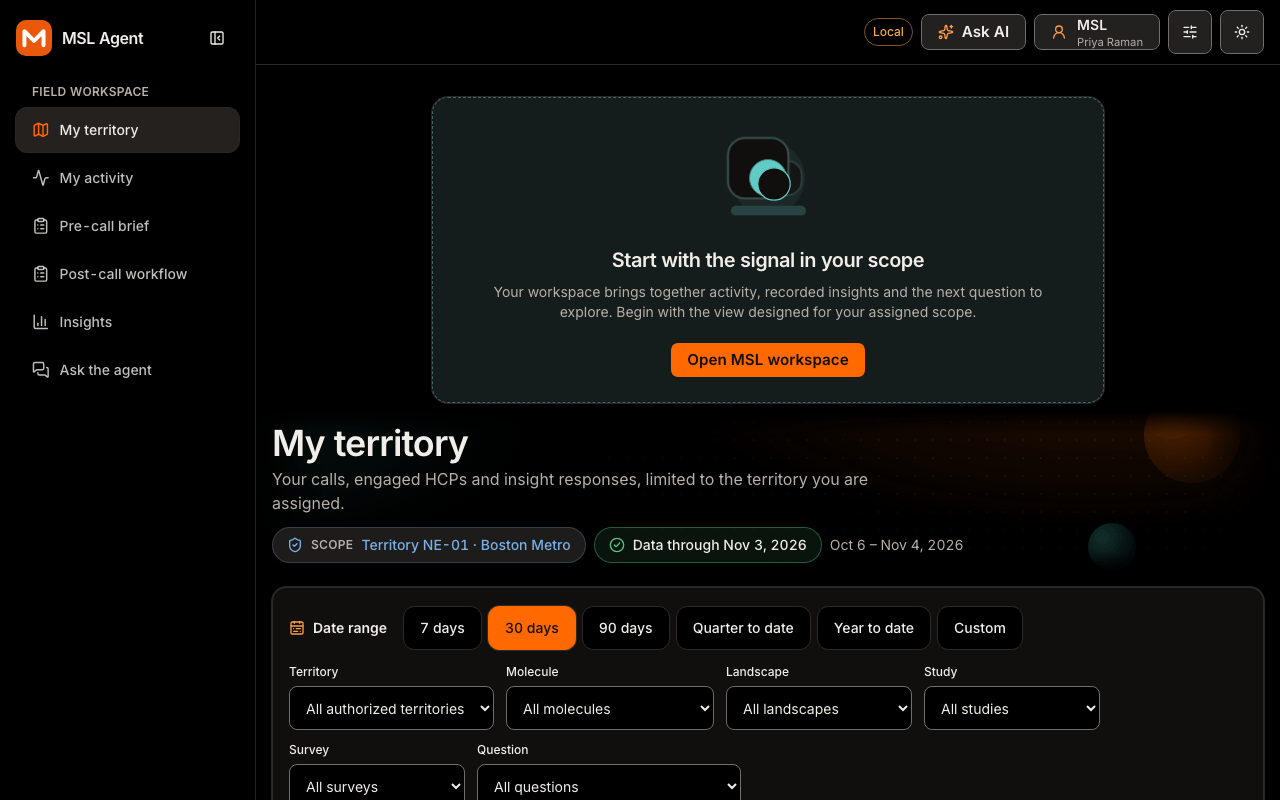 MSL Agent
FIELD WORKSPACE
My territory
My activity
Pre-call brief
Post-call workflow
Insights
Ask the agent
Local
Ask AI
MSL
Priya Raman
Start with the signal in your scope
Your workspace brings together activity, recorded insights and the next question to
explore. Begin with the view designed for your assigned scope.
Open MSL workspace
My territory
Your calls, engaged HCPs and insight responses, limited to the territory you are
assigned.
SCOPE Territory NE-01 · Boston Metro
Data through Nov 3, 2026
Oct 6 – Nov 4, 2026
Date range
7 days
30 days
90 days
Quarter to date
Year to date
Custom
Territory
Molecule
Landscape
Study
All authorized territories
All molecules
All landscapes
All studies
Survey
Question
All surveys
All questions